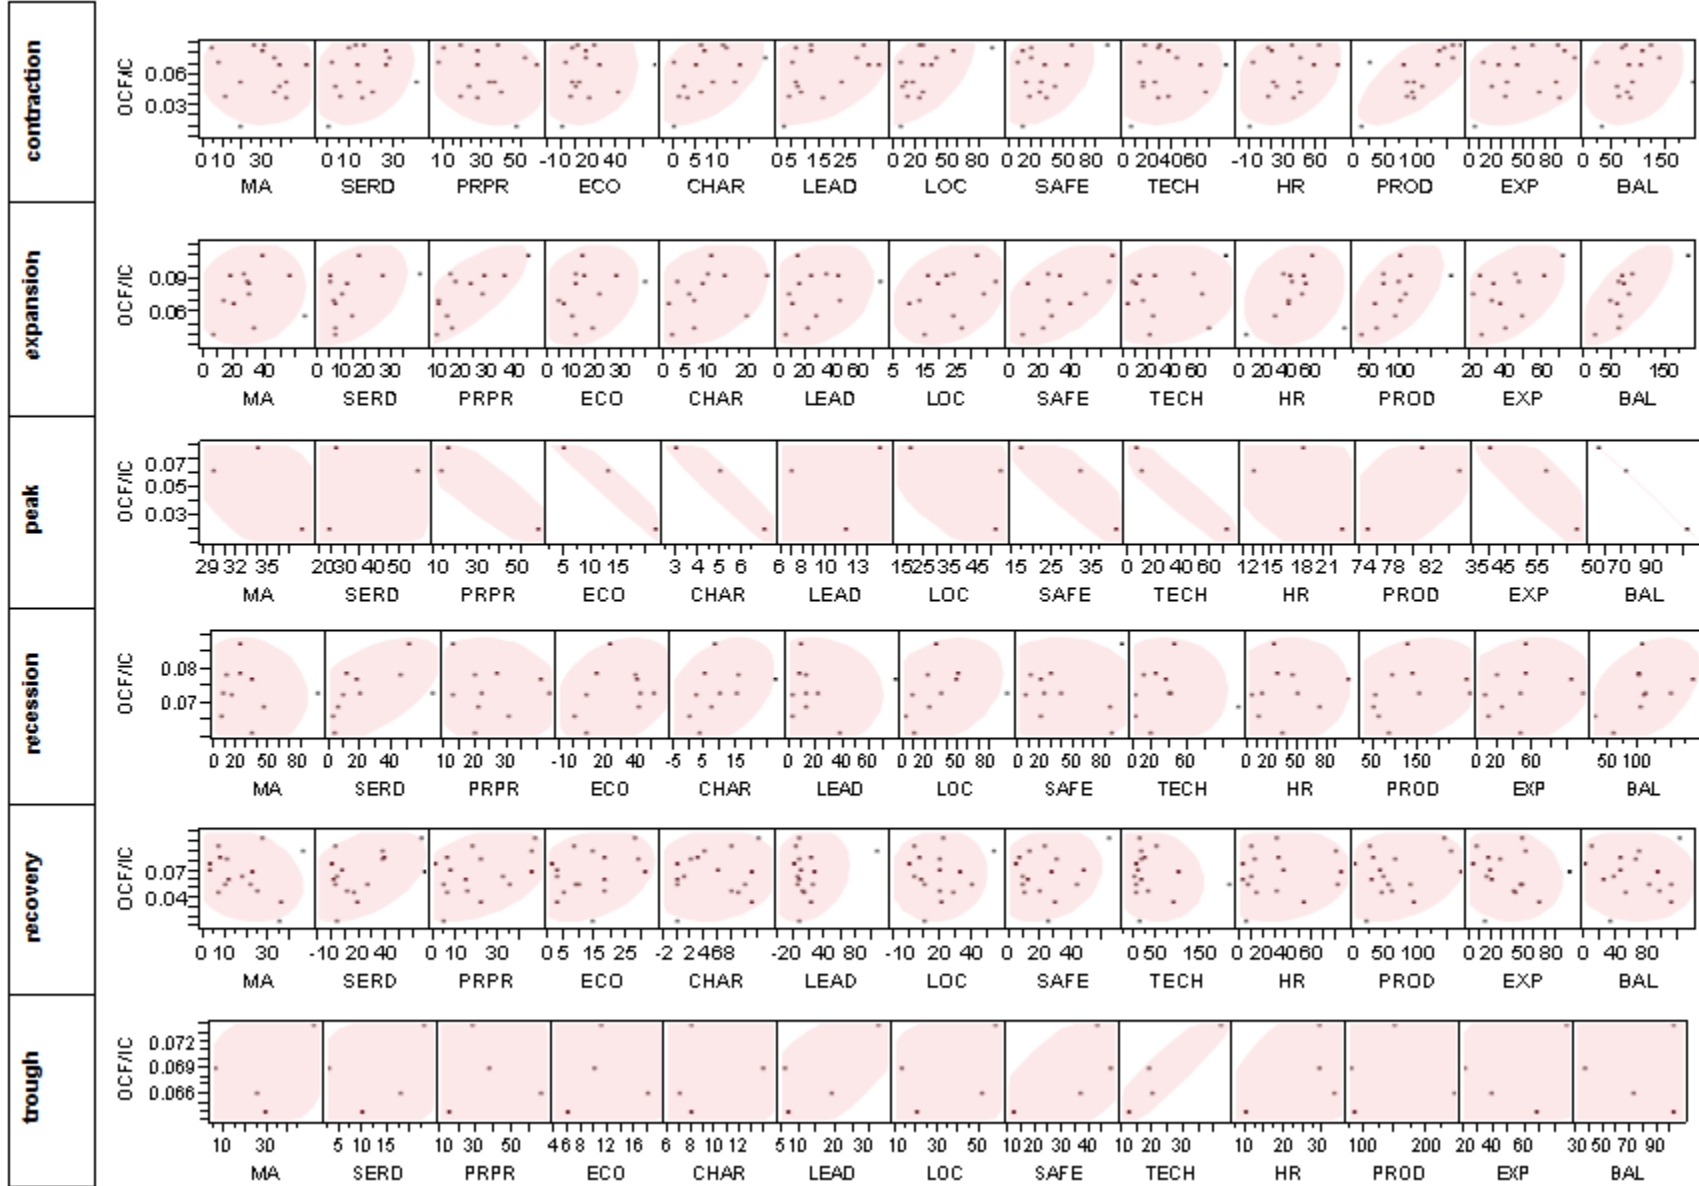 contraction
OCF/IC
0.06
0.03
0 10 30
0 10 30
10 30 50
-10 20 40
0 5 10
0 5 15 25
0 20 50 80
0 20 50 80
0 20 40 60
-10 30 60
0 50 100
0 20 50 80
0 50 150
MA SERD PRPR ECO CHAR LEAD LOC SAFE TECH HR PROD EXP BAL
expansion
OCF/IC
0.09
0.06
0 20 40
0 10 20 30
10 20 30 40
0 10 20 30
0 5 10 20
0 20 40 60
5 15 25
0 20 40
0 20 40 60
0 20 40 60
50 100
20 40 60
0 50 150
MA SERD PRPR ECO CHAR LEAD LOC SAFE TECH HR PROD EXP BAL
peak
OCF/IC
0.07
0.05
0.03
29 32 35
20 30 40 50
10 30 50
5 10 15
3 4 5 6
6 8 10 13
15 25 35 45
15 25 35
0 20 40 60
12 15 18 21
74 78 82
35 45 55
50 70 90
MA SERD PRPR ECO CHAR LEAD LOC SAFE TECH HR PROD EXP BAL
recession
OCF/IC
0.08
0.07
0 20 50 80
0 20 40
10 20 30
-10 20 40
-5 5 15
0 20 40 60
0 20 50 80
0 20 50 80
0 20 60
0 20 50 80
50 150
0 20 60
50 100
MA SERD PRPR ECO CHAR LEAD LOC SAFE TECH HR PROD EXP BAL
recovery
OCF/IC
0.07
0.04
0 10 30
-10 20 40
0 10 30
0 5 15 25
-2 2 4 6 8
-20 40 80
-10 20 40
0 20 40
0 50 150
0 20 40 60
0 50 100
0 20 50 80
0 40 80
MA SERD PRPR ECO CHAR LEAD LOC SAFE TECH HR PROD EXP BAL
trough
OCF/IC
0.072
0.069
0.066
10 30
5 10 15
10 30 50
4 6 8 12 16
6 8 10 12
5 10 20 30
10 30 50
10 20 30 40
10 20 30
10 20 30
100 200
20 40 60
30 50 70 90
MA SERD PRPR ECO CHAR LEAD LOC SAFE TECH HR PROD EXP BAL